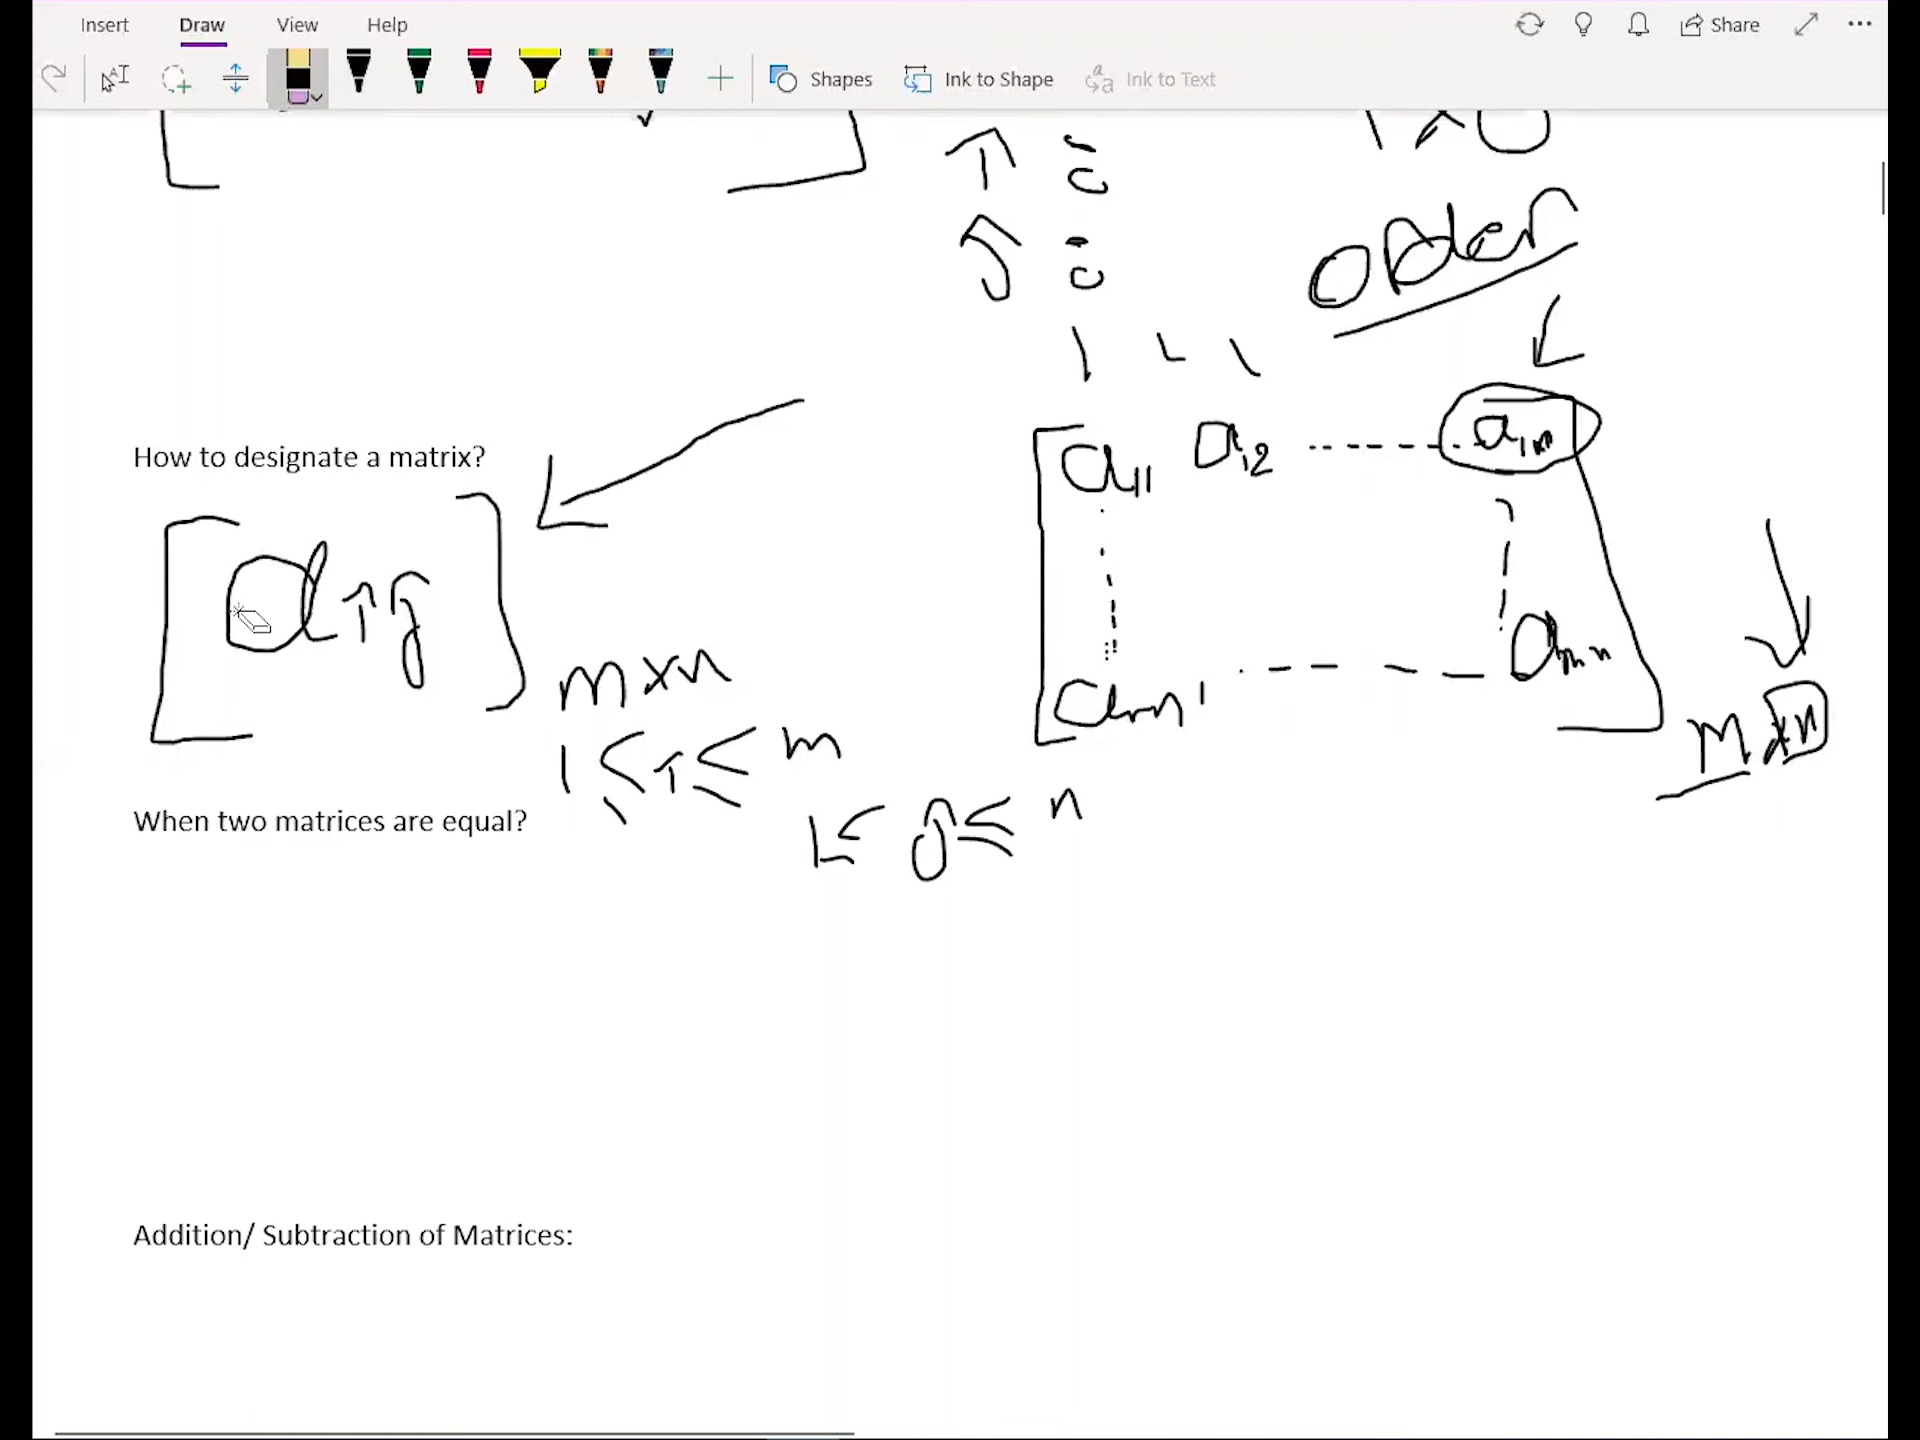 Insert Draw View Help Share
Shapes Ink to Shape Ink to Text
order
How to designate a matrix?
a11 a12 a1n
[aij] m×n
am1 amn
m×n
1 ≤ i ≤ m
1 ≤ j ≤ n
When two matrices are equal?
Addition/ Subtraction of Matrices: